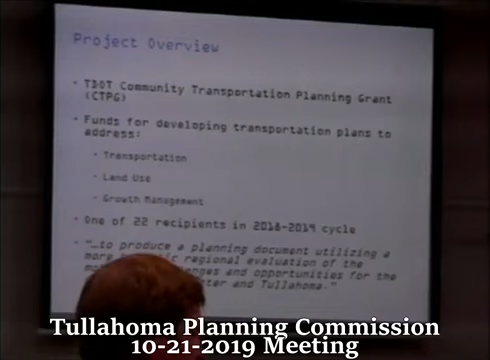 Project Overview
· TDOT Community Transportation Planning Grant
(CTPG)
· Funds for developing transportation plans to
address:
· Transportation
· Land Use
· Growth Management
· One of 22 recipients in 2018-2019 cycle
· "…to produce a planning document utilizing a
more regional evaluation of the
and opportunities for the
and Tullahoma."
Tullahoma Planning Commission
10-21-2019 Meeting